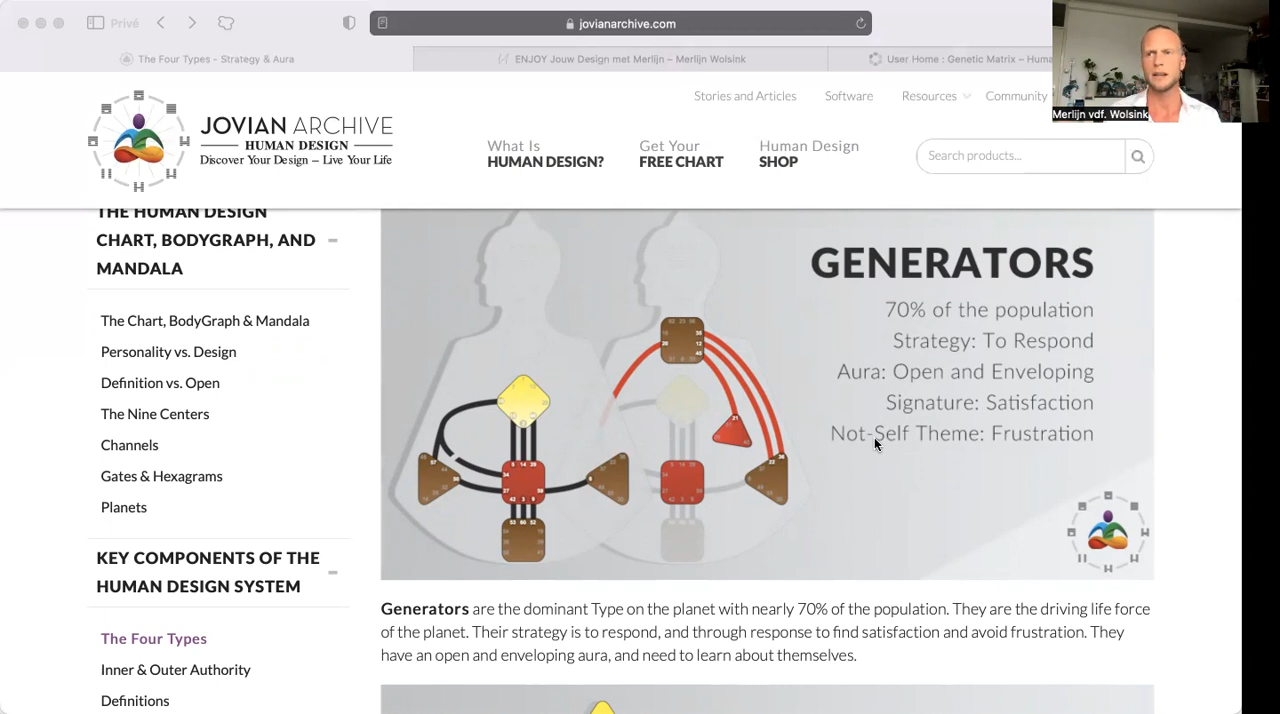 Privé
jovianarchive.com
The Four Types - Strategy & Aura
ENJOY Jouw Design met Merlijn – Merlijn Wolsink
User Home : Genetic Matrix – Huma
Merlijn vdf. Wolsink
Stories and Articles
Software
Resources
Community
JOVIAN ARCHIVE
HUMAN DESIGN
Discover Your Design – Live Your Life
What Is
HUMAN DESIGN?
Get Your
FREE CHART
Human Design
SHOP
Search products...
THE HUMAN DESIGN
CHART, BODYGRAPH, AND
MANDALA
The Chart, BodyGraph & Mandala
Personality vs. Design
Definition vs. Open
The Nine Centers
Channels
Gates & Hexagrams
Planets
KEY COMPONENTS OF THE
HUMAN DESIGN SYSTEM
The Four Types
Inner & Outer Authority
Definitions
GENERATORS
70% of the population
Strategy: To Respond
Aura: Open and Enveloping
Signature: Satisfaction
Not-Self Theme: Frustration
Generators are the dominant Type on the planet with nearly 70% of the population. They are the driving life force
of the planet. Their strategy is to respond, and through response to find satisfaction and avoid frustration. They
have an open and enveloping aura, and need to learn about themselves.